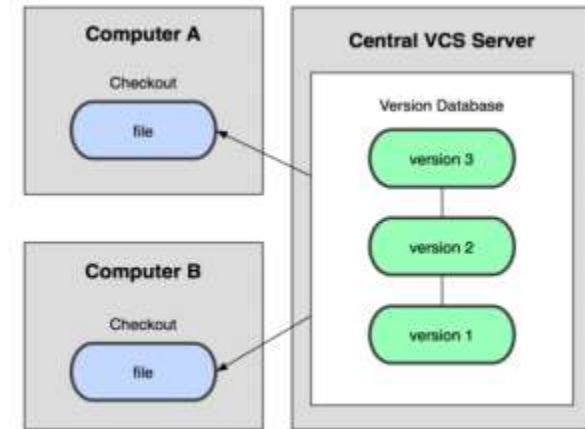 Computer A
Checkout
file
Computer B
Checkout
file
Central VCS Server
Version Database
version 3
version 2
version 1